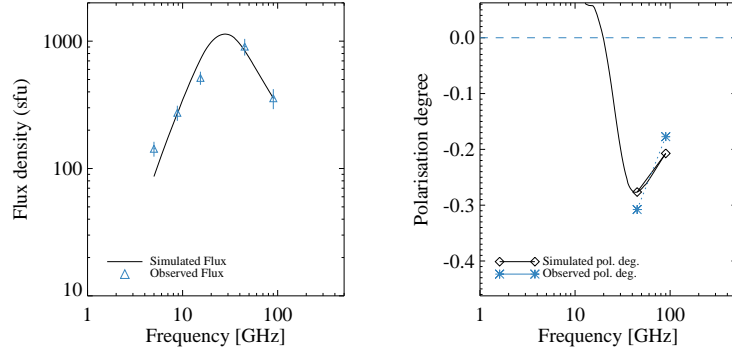 1000
100
10
Flux density (sfu)
Simulated Flux
Observed Flux
1
10
100
Frequency [GHz]
0.0
-0.1
-0.2
-0.3
-0.4
Polarisation degree
Simulated pol. deg.
Observed pol. deg.
1
10
100
Frequency [GHz]